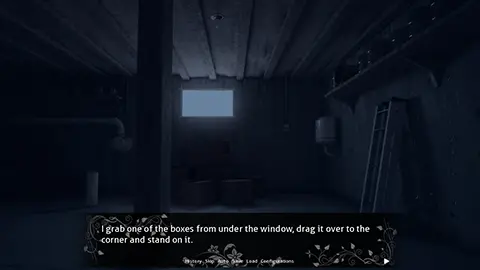 I grab one of the boxes from under the window, drag it over to the
corner and stand on it.
History Skip Auto Save Load Configurations